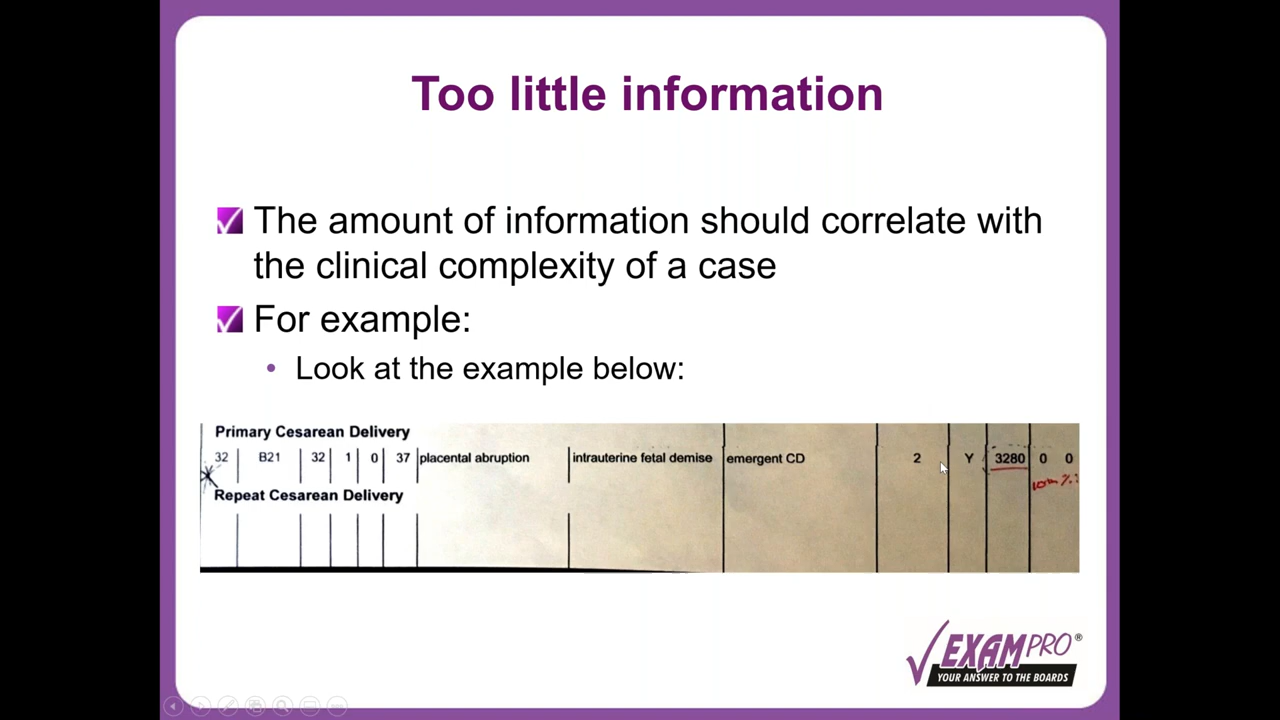 Too little information
The amount of information should correlate with
the clinical complexity of a case
For example:
Look at the example below:
Primary Cesarean Delivery
32 B21 32 1 0 37 placental abruption intrauterine fetal demise emergent CD 2 Y 3280 0 0
Repeat Cesarean Delivery
EXAMPRO®
YOUR ANSWER TO THE BOARDS